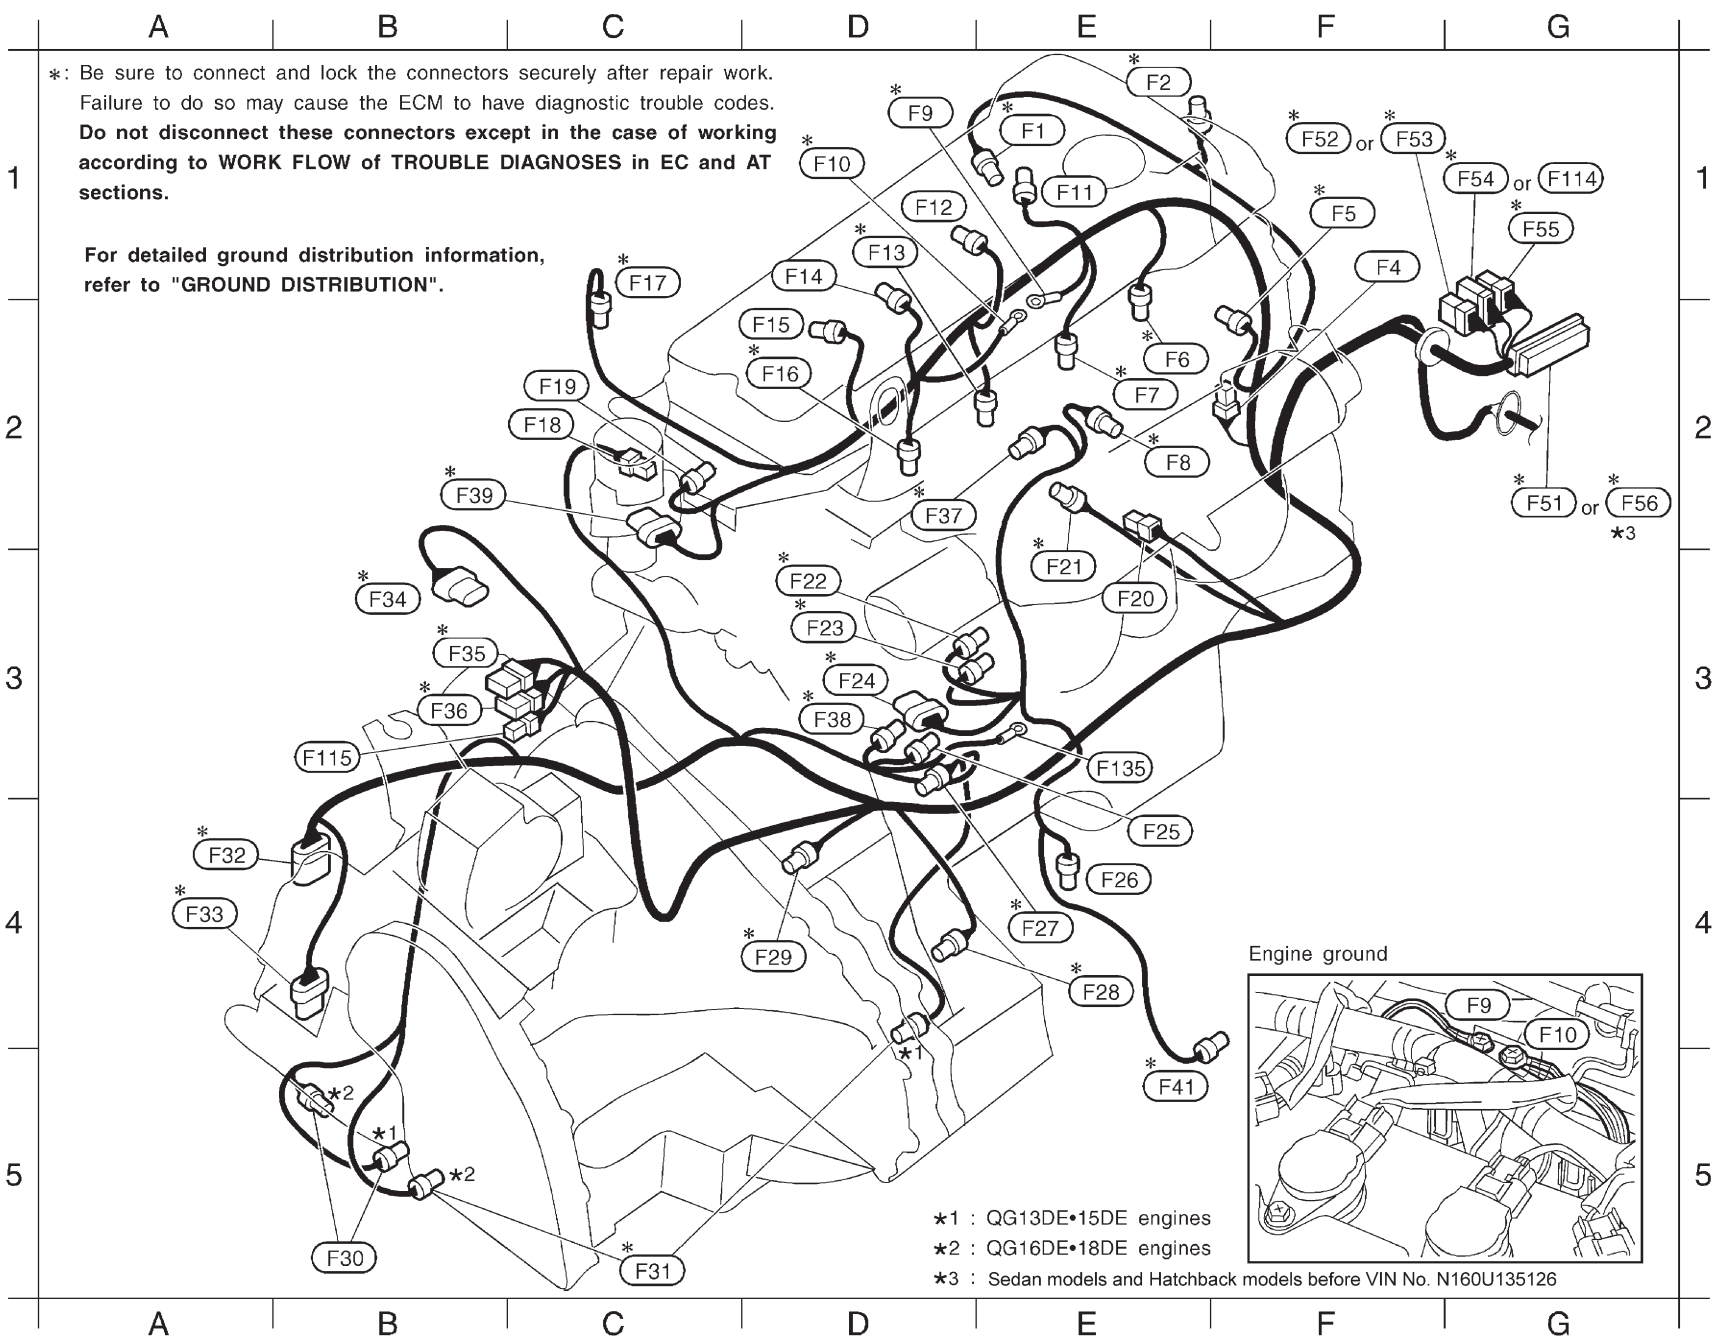 A B C D E F G
*: Be sure to connect and lock the connectors securely after repair work.
Failure to do so may cause the ECM to have diagnostic trouble codes.
Do not disconnect these connectors except in the case of working
according to WORK FLOW of TROUBLE DIAGNOSES in EC and AT
sections.
For detailed ground distribution information,
refer to "GROUND DISTRIBUTION".
* F2
* F9
* F1
* F52 or * F53
* F10
1 1
* F54 or F114
F11
F12
* F5
* F55
* F13
F4
F14
* F17
F15
* F6
* F16
F19
* F7
F18
2 2
* F8
* F39
* F37
* F51 or * F56
★3
* F21
* F22
F20
* F34
* F23
* F35
* F24
3 3
* F36
* F38
F115
F135
F25
* F32
F26
* F33
4 4
* F27
* F29
Engine ground
* F28
F9
F10
★1
* F41
★2
★1
5 5
★2
★1 : QG13DE•15DE engines
★2 : QG16DE•18DE engines
F30
* F31
★3 : Sedan models and Hatchback models before VIN No. N160U135126
A B C D E F G